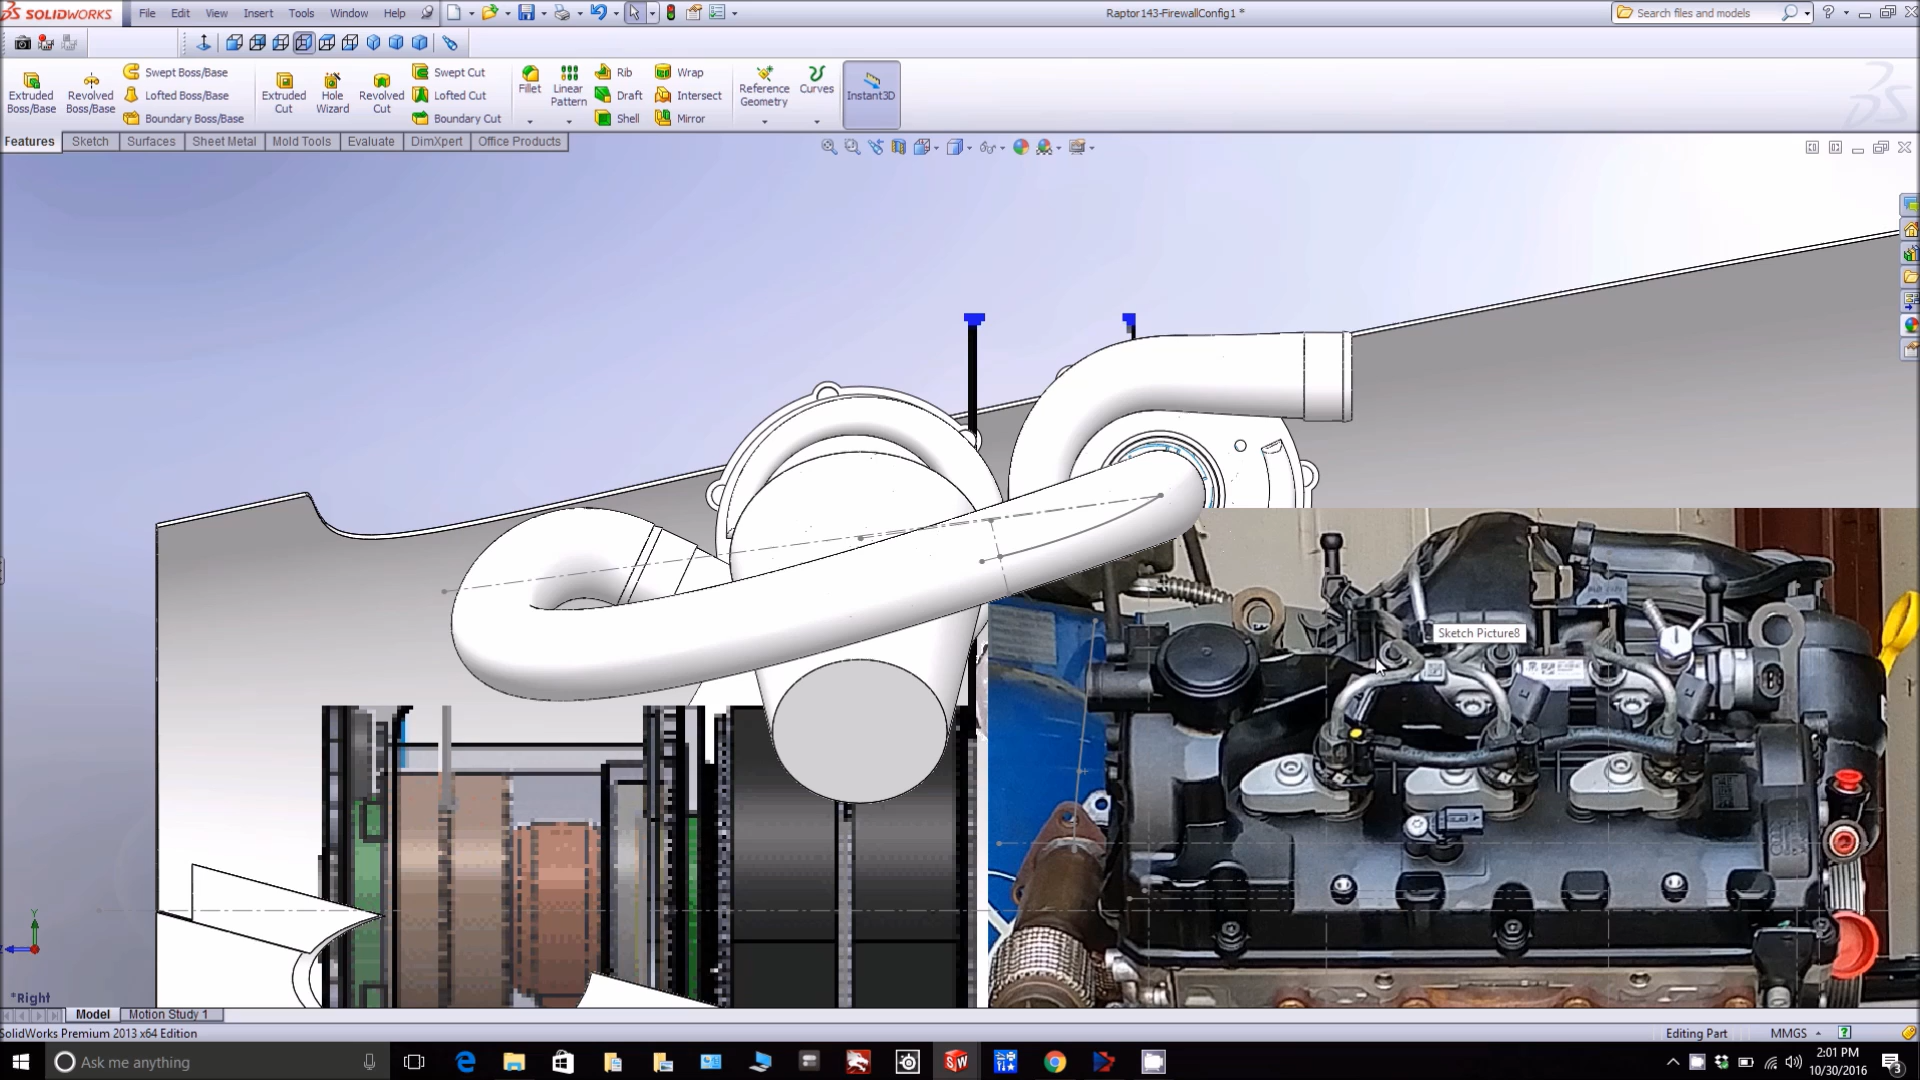 SOLIDWORKS
File Edit View Insert Tools Window Help
Raptor143-FirewallConfig1 *
Search files and models
Extruded Boss/Base
Revolved Boss/Base
Swept Boss/Base
Lofted Boss/Base
Boundary Boss/Base
Extruded Cut
Hole Wizard
Revolved Cut
Swept Cut
Lofted Cut
Boundary Cut
Fillet
Linear Pattern
Rib
Draft
Shell
Wrap
Intersect
Mirror
Reference Geometry
Curves
Instant3D
Features Sketch Surfaces Sheet Metal Mold Tools Evaluate DimXpert Office Products
Sketch Picture8
Y
*Right
Model Motion Study 1
SolidWorks Premium 2013 x64 Edition
Editing Part
MMGS
Ask me anything
SW
2:01 PM
10/30/2016
3